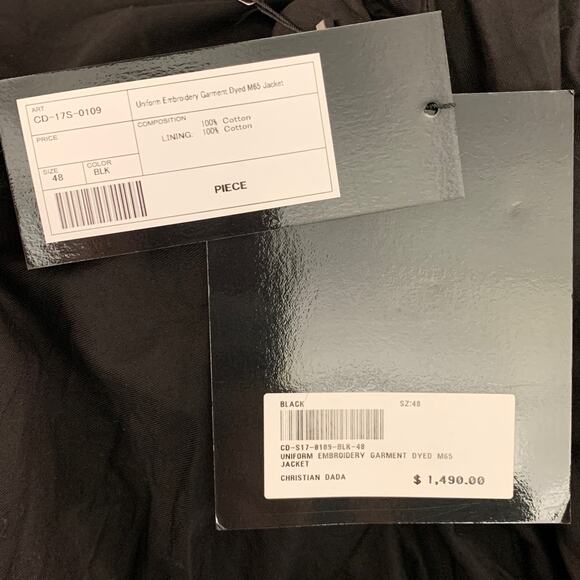 ART.
CD-17S-0109
Uniform Embroidery Garment Dyed M65 Jacket
PRICE
COMPOSITION 100% Cotton
LINING: 100% Cotton
SIZE COLOR
48 BLK
PIECE
BLACK SZ:48
CD-S17-0109-BLK-48
UNIFORM EMBROIDERY GARMENT DYED M65
JACKET
CHRISTIAN DADA $ 1,490.00